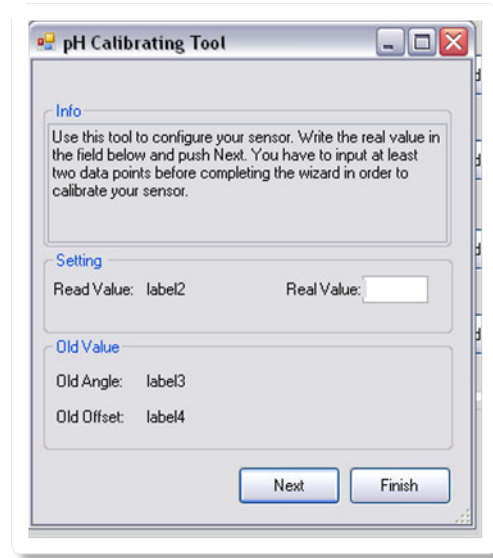 pH Calibrating Tool
Info
Use this tool to configure your sensor. Write the real value in
the field below and push Next. You have to input at least
two data points before completing the wizard in order to
calibrate your sensor.
Setting
Read Value: label2 Real Value:
Old Value
Old Angle: label3
Old Offset: label4
Next Finish